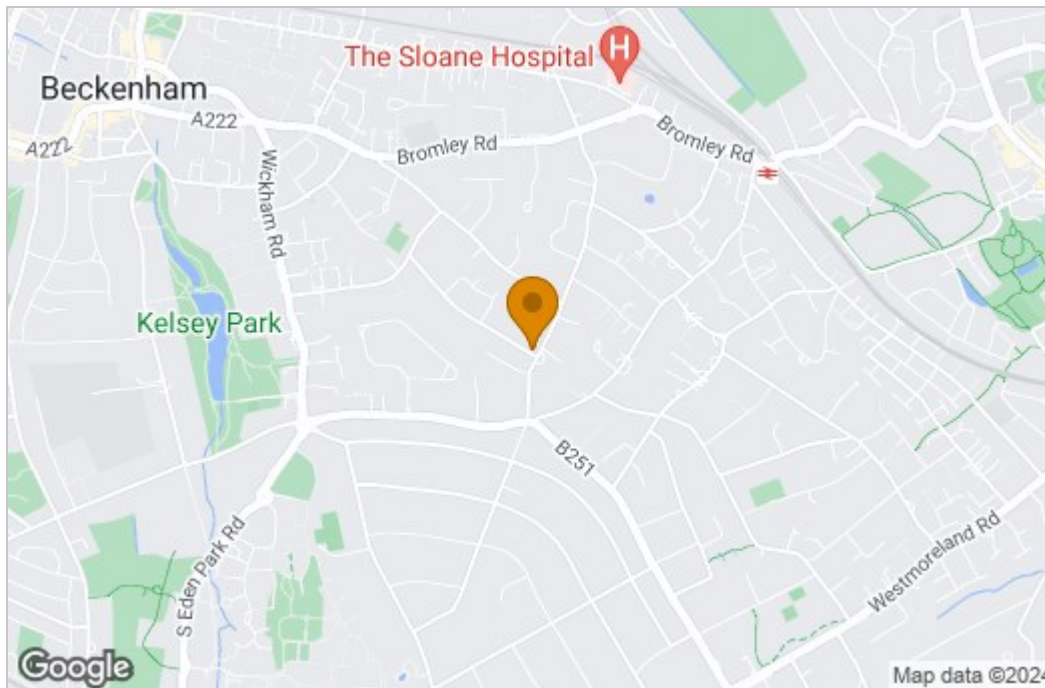 The Sloane Hospital
H
Beckenham
A222
A222
Bromley Rd
Bromley Rd
Wickham Rd
Kelsey Park
B251
S Eden Park Rd
Westmoreland Rd
Google
Map data ©2024